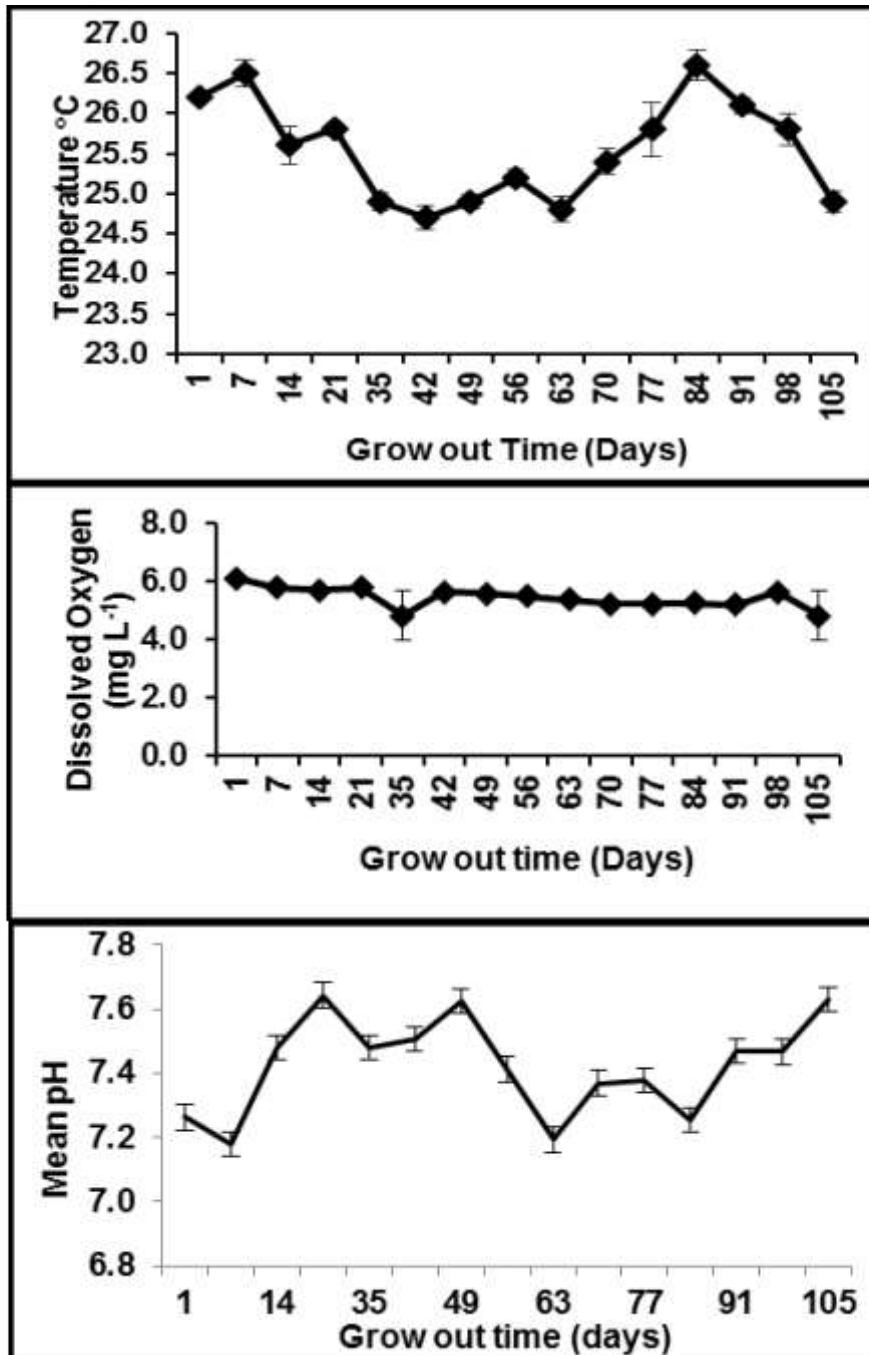 27.0
26.5
26.0
25.5
25.0
24.5
24.0
23.5
23.0
Temperature °C
1 7 14 21 35 42 49 56 63 70 77 84 91 98 105
Grow out Time (Days)
8.0
6.0
4.0
2.0
0.0
Dissolved Oxygen
(mg L-1)
1 7 14 21 35 42 49 56 63 70 77 84 91 98 105
Grow out time (Days)
7.8
7.6
7.4
7.2
7.0
6.8
Mean pH
1 14 35 49 63 77 91 105
Grow out time (days)